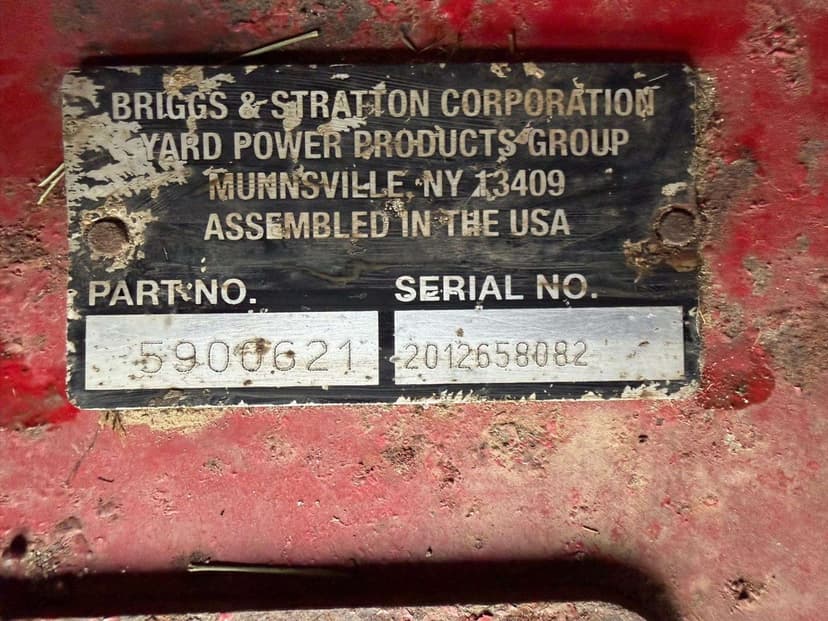 BRIGGS & STRATTON CORPORATION
YARD POWER PRODUCTS GROUP
MUNNSVILLE NY 13409
ASSEMBLED IN THE USA
PART NO. SERIAL NO.
5900621 2012658082